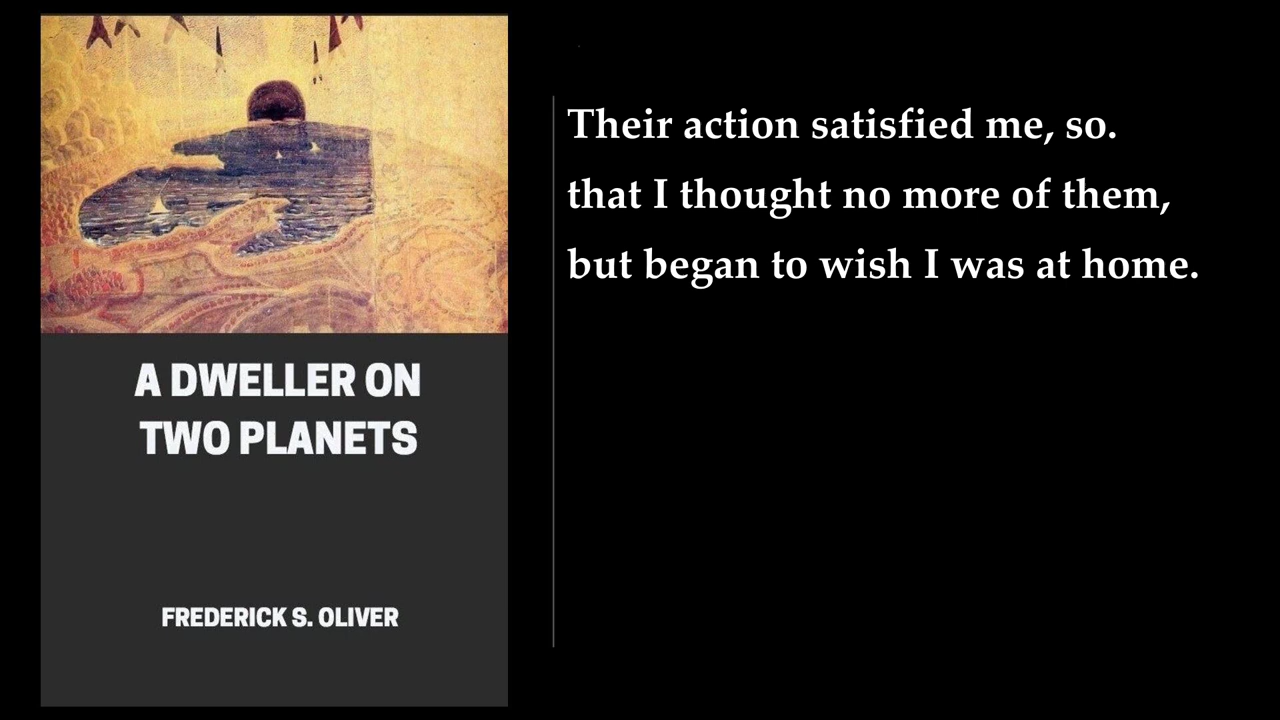 A DWELLER ON
TWO PLANETS
FREDERICK S. OLIVER
Their action satisfied me, so.
that I thought no more of them,
but began to wish I was at home.